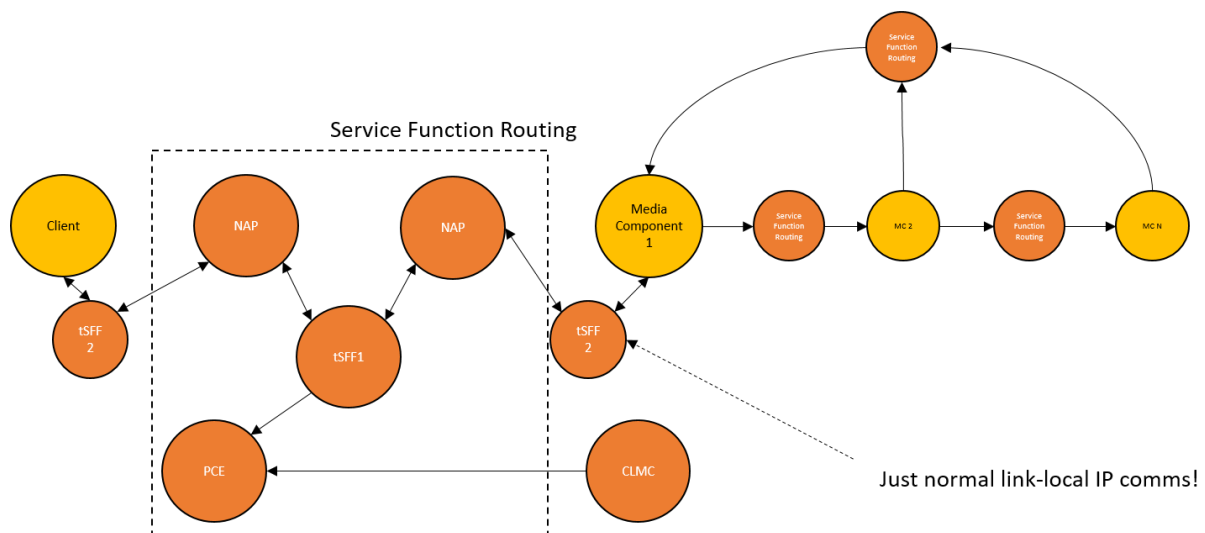 Service
Function
Routing
Service Function Routing
Client
NAP
NAP
Media
Component
1
Service
Function
Routing
MC 2
Service
Function
Routing
MC N
tSFF
2
tSFF1
tSFF
2
PCE
CLMC
Just normal link-local IP comms!